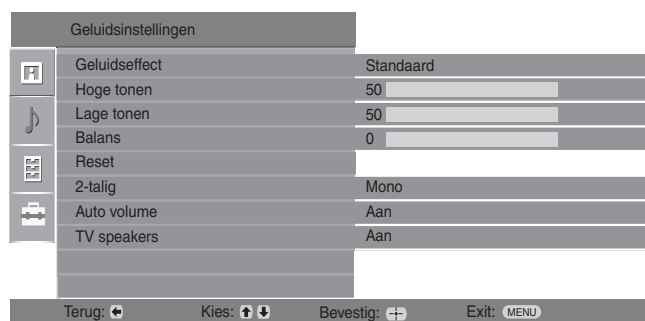 Geluidsinstellingen
Geluidseffect Standaard
Hoge tonen 50
Lage tonen 50
Balans 0
Reset
2-talig Mono
Auto volume Aan
TV speakers Aan
Terug: Kies: Bevestig: Exit: MENU